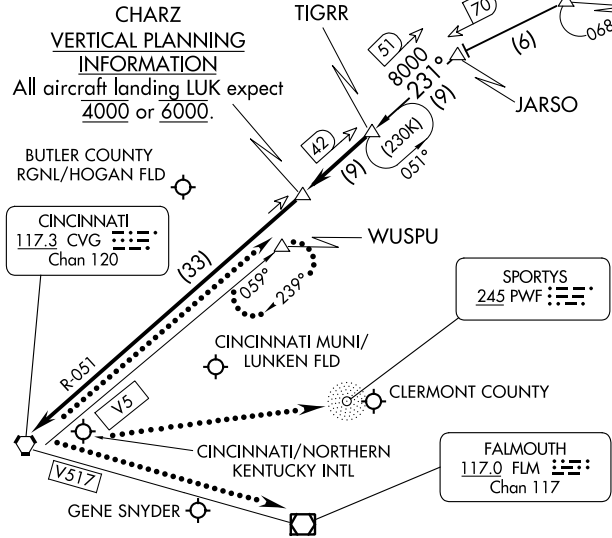 CHARZ
VERTICAL PLANNING
INFORMATION
All aircraft landing LUK expect
4000 or 6000.
TIGRR
70
068
(6)
51
8000
231°
(9)
JARSO
(230K)
051°
42
(9)
BUTLER COUNTY
RGNL/HOGAN FLD
CINCINNATI
117.3 CVG
Chan 120
(33)
WUSPU
059°
239°
SPORTYS
245 PWF
CINCINNATI MUNI/
LUNKEN FLD
R-051
V5
CLERMONT COUNTY
CINCINNATI/NORTHERN
KENTUCKY INTL
V517
GENE SNYDER
FALMOUTH
117.0 FLM
Chan 117